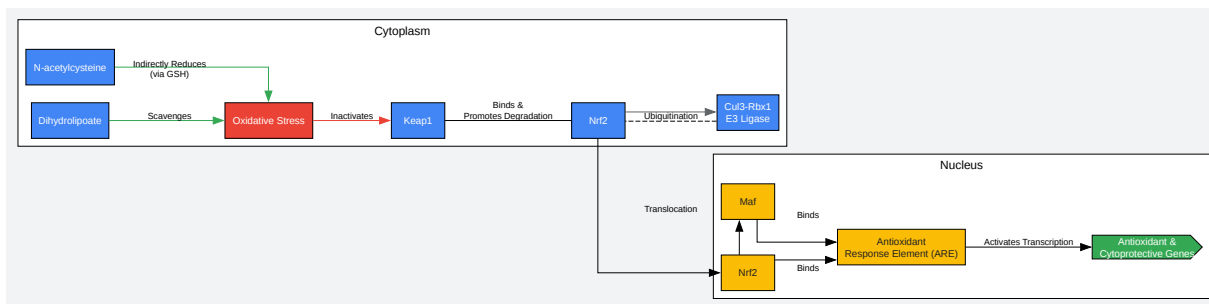 Cytoplasm
N-acetylcysteine
Indirectly Reduces
(via GSH)
Dihydrolipoate
Scavenges
Oxidative Stress
Inactivates
Keap1
Binds &
Promotes Degradation
Nrf2
Ubiquitination
Cul3-Rbx1
E3 Ligase
Nucleus
Translocation
Maf
Binds
Nrf2
Binds
Antioxidant
Response Element (ARE)
Activates Transcription
Antioxidant &
Cytoprotective Genes